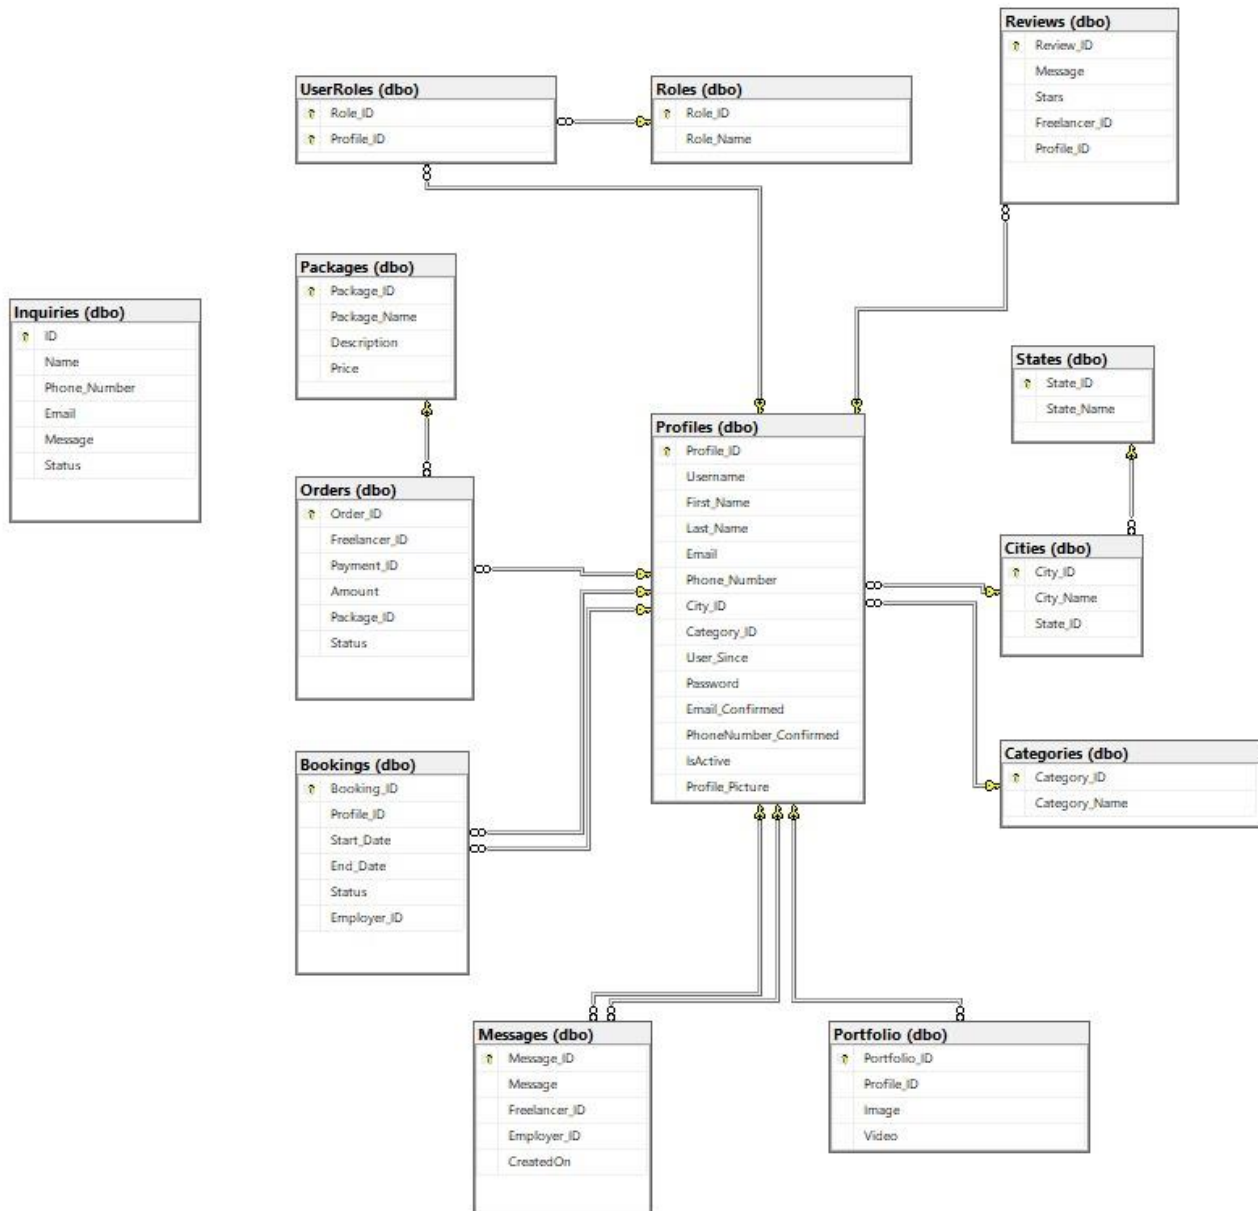 Reviews (dbo)
Review_ID
Message
Stars
Freelancer_ID
Profile_ID
UserRoles (dbo)
Role_ID
Profile_ID
Roles (dbo)
Role_ID
Role_Name
Packages (dbo)
Package_ID
Package_Name
Description
Price
Inquiries (dbo)
ID
Name
Phone_Number
Email
Message
Status
States (dbo)
State_ID
State_Name
Profiles (dbo)
Profile_ID
Username
First_Name
Last_Name
Email
Phone_Number
City_ID
Category_ID
User_Since
Password
Email_Confirmed
PhoneNumber_Confirmed
IsActive
Profile_Picture
Orders (dbo)
Order_ID
Freelancer_ID
Payment_ID
Amount
Package_ID
Status
Cities (dbo)
City_ID
City_Name
State_ID
Bookings (dbo)
Booking_ID
Profile_ID
Start_Date
End_Date
Status
Employer_ID
Categories (dbo)
Category_ID
Category_Name
Messages (dbo)
Message_ID
Message
Freelancer_ID
Employer_ID
CreatedOn
Portfolio (dbo)
Portfolio_ID
Profile_ID
Image
Video